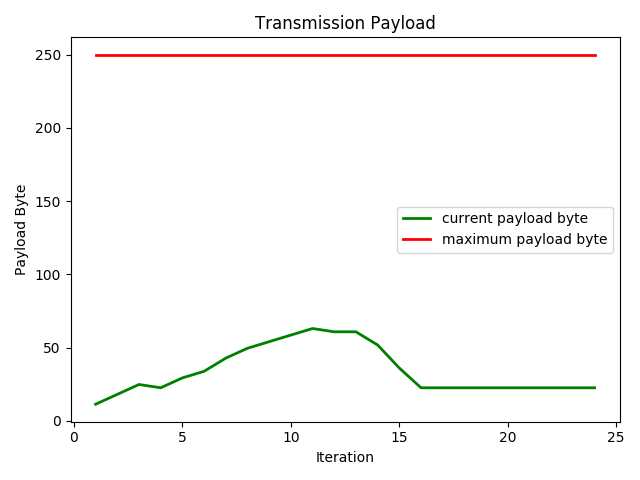 Transmission Payload
250
200
150
100
50
0
Payload Byte
current payload byte
maximum payload byte
0 5 10 15 20 25
Iteration